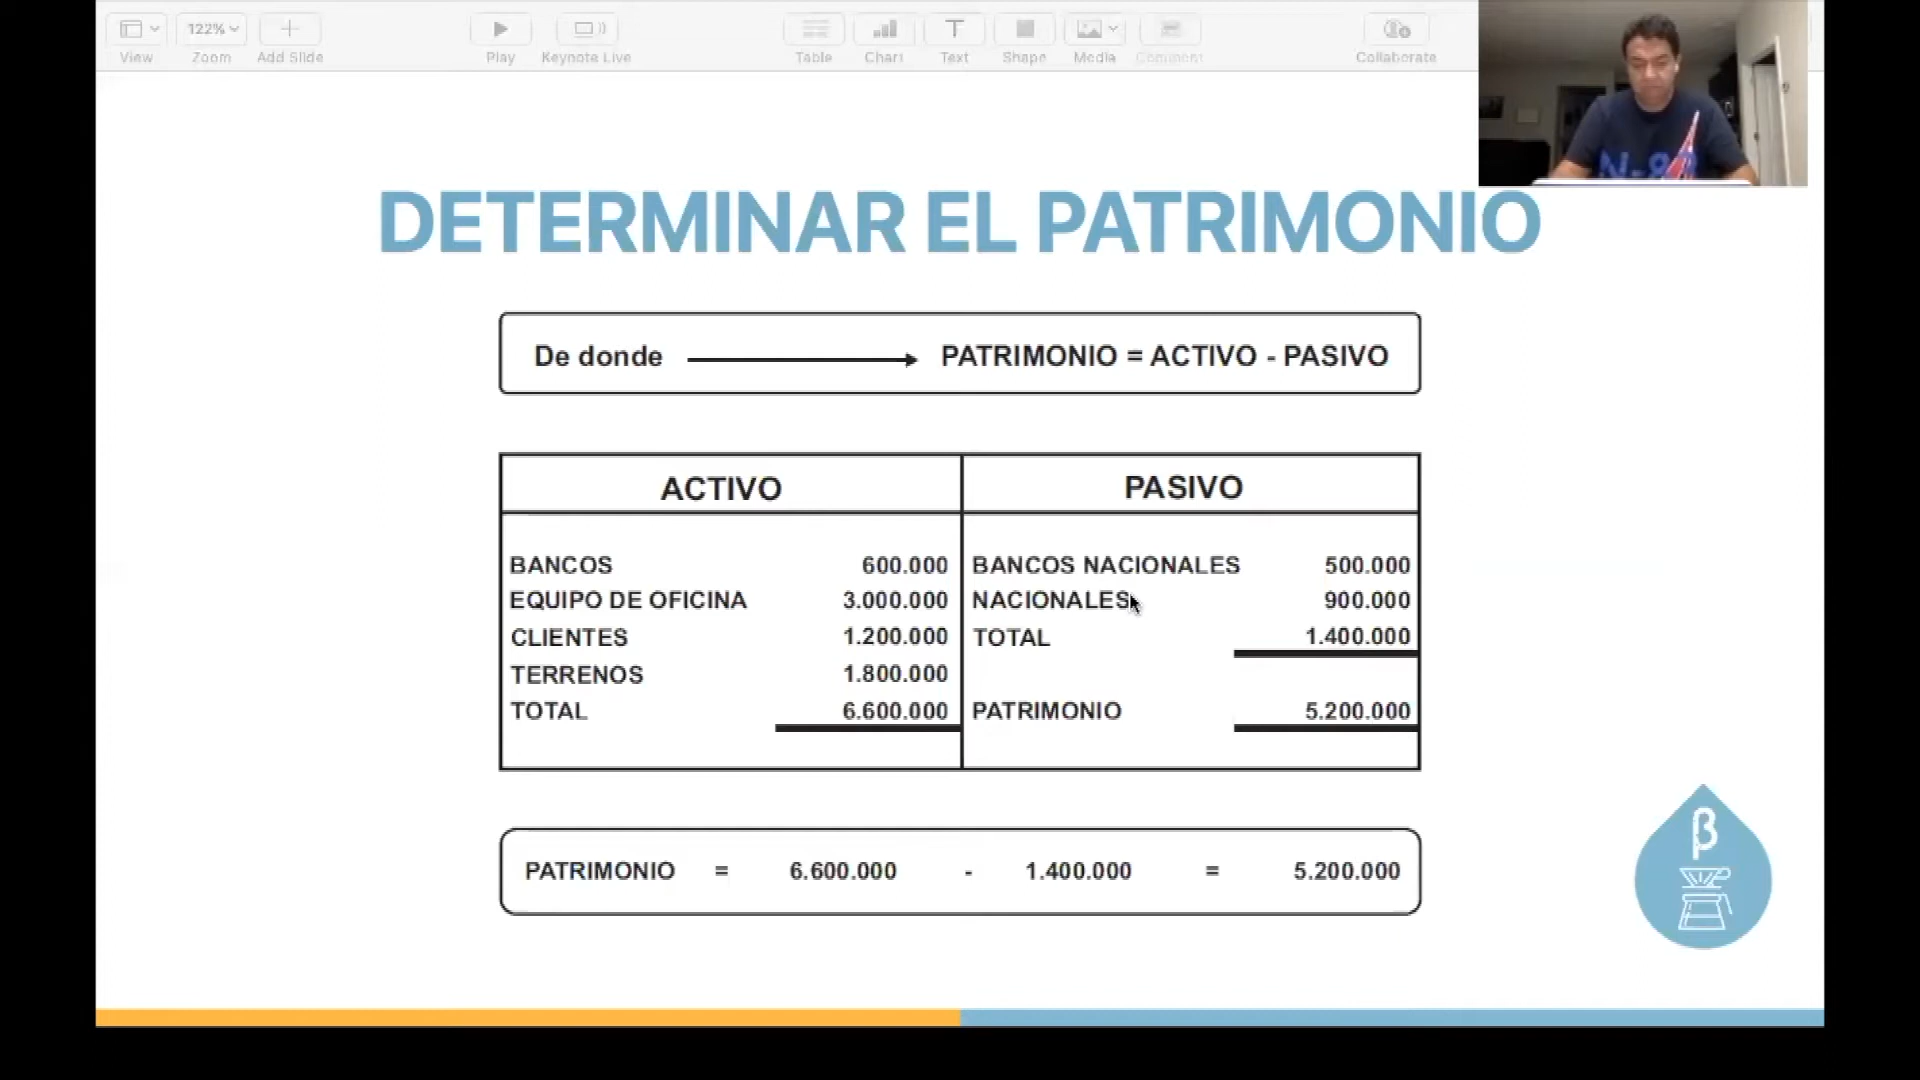 122%
View
Zoom
Add Slide
Play
Keynote Live
Table
Chart
Text
Shape
Media
Comment
Collaborate
DETERMINAR EL PATRIMONIO
De donde PATRIMONIO = ACTIVO - PASIVO
ACTIVO PASIVO
BANCOS 600.000 BANCOS NACIONALES 500.000
EQUIPO DE OFICINA 3.000.000 NACIONALES 900.000
CLIENTES 1.200.000 TOTAL 1.400.000
TERRENOS 1.800.000
TOTAL 6.600.000 PATRIMONIO 5.200.000
PATRIMONIO = 6.600.000 - 1.400.000 = 5.200.000
β